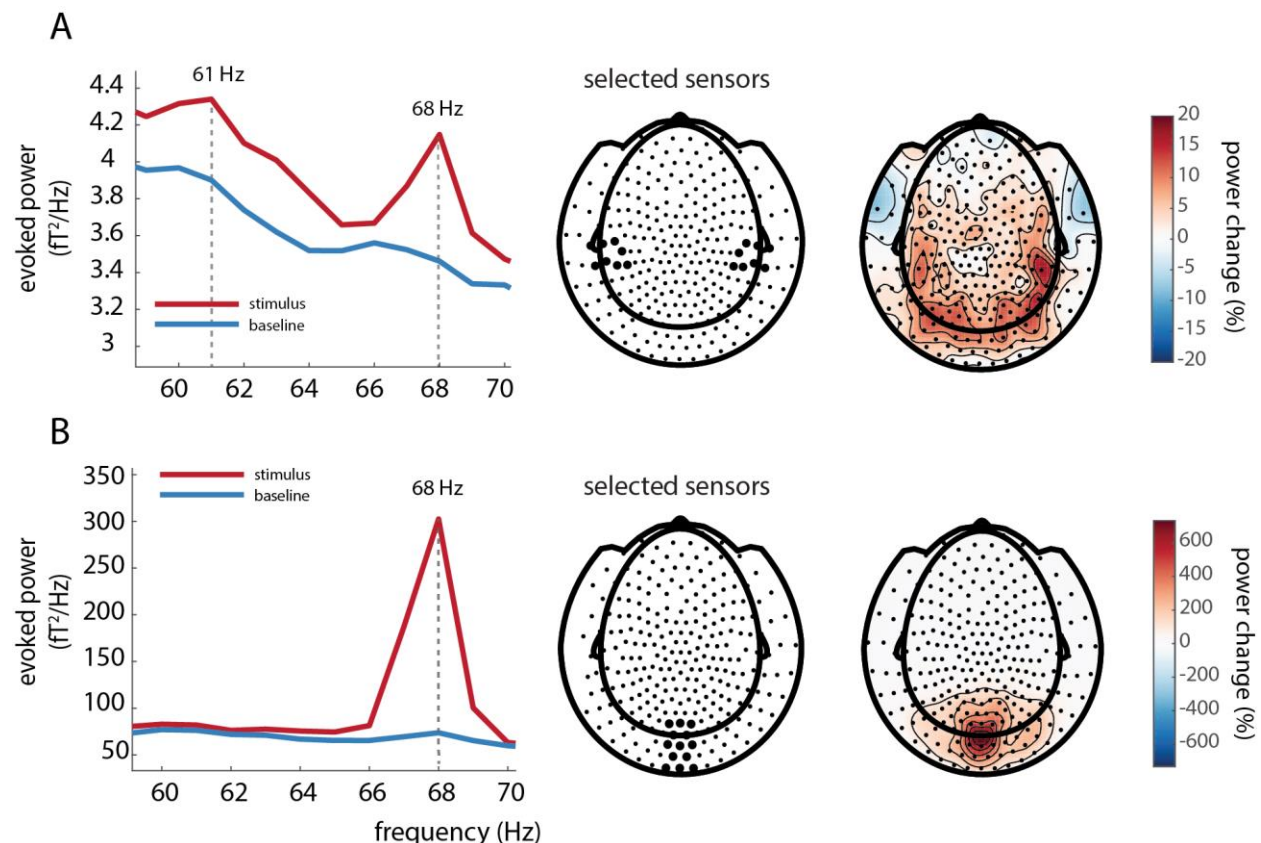 A
61 Hz
68 Hz
evoked power
(fT²/Hz)
4.4
4.2
4
3.8
3.6
3.4
3.2
3
stimulus
baseline
60 62 64 66 68 70
selected sensors
20
15
10
5
0
-5
-10
-15
-20
power change (%)
B
stimulus
baseline
68 Hz
evoked power
(fT²/Hz)
350
300
250
200
150
100
50
60 62 64 66 68 70
frequency (Hz)
selected sensors
600
400
200
0
-200
-400
-600
power change (%)